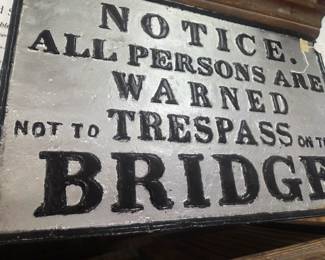 NOTICE.
ALL PERSONS ARE
WARNED
NOT TO TRESPASS ON TH
BRIDGE